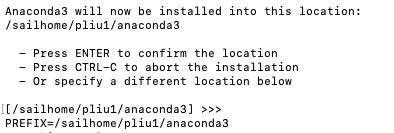 Anaconda3 will now be installed into this location:
/sailhome/pliu1/anaconda3
- Press ENTER to confirm the location
- Press CTRL-C to abort the installation
- Or specify a different location below
[[/sailhome/pliu1/anaconda3] >>>
PREFIX=/sailhome/pliu1/anaconda3